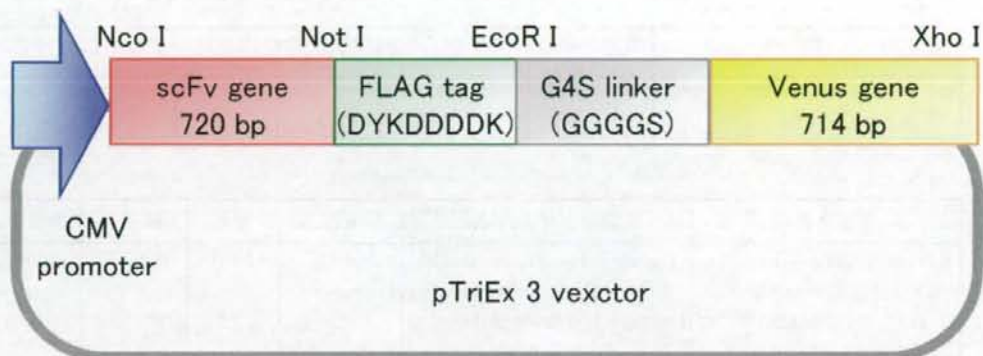 Nco I Not I EcoR I Xho I
scFv gene FLAG tag G4S linker Venus gene
720 bp (DYKDDDDK) (GGGGS) 714 bp
CMV
promoter
pTriEx 3 vexctor